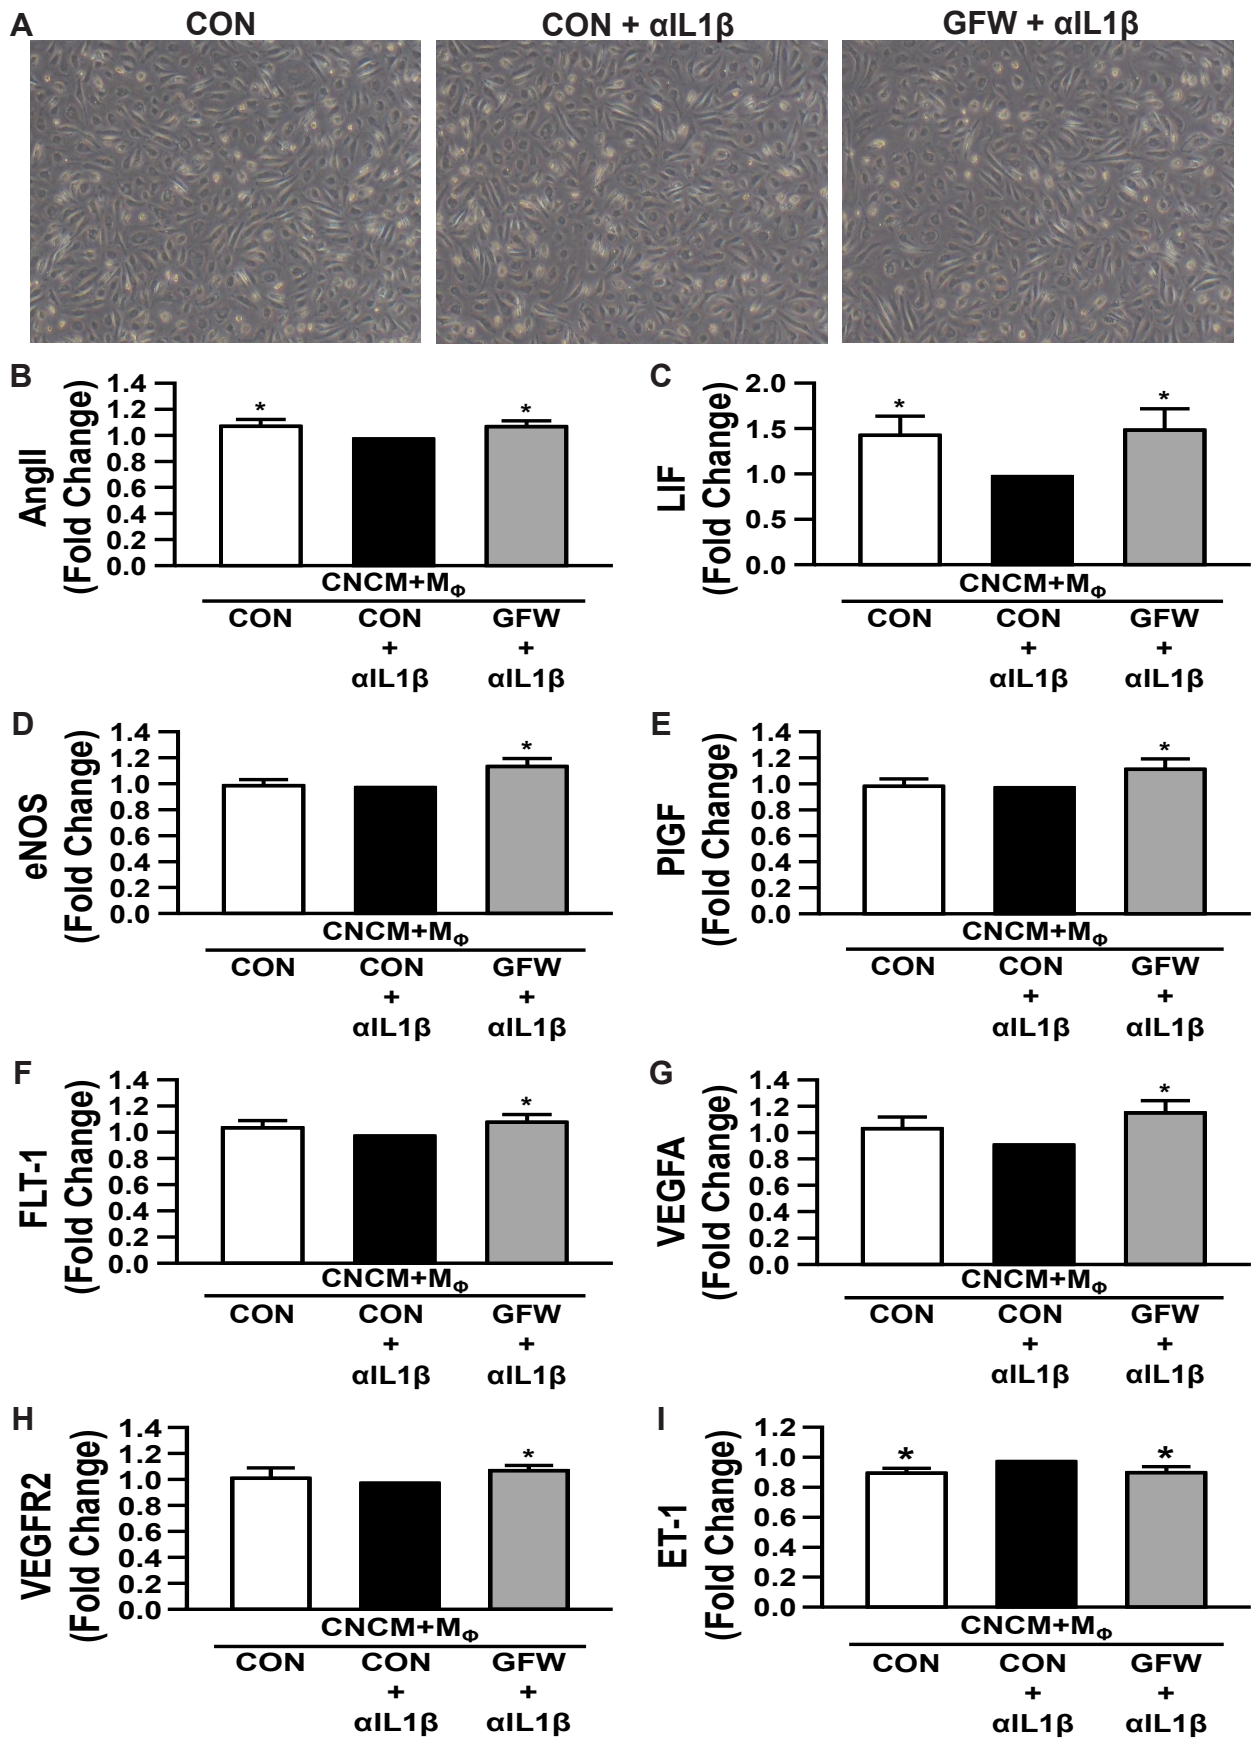 A CON CON + αIL1β GFW + αIL1β
B
AngII
(Fold Change)
1.4
1.2
1.0
0.8
0.6
0.4
0.2
0.0
* *
CNCM+MΦ
CON CON GFW
+ +
αIL1β αIL1β
C
LIF
(Fold Change)
2.0
1.5
1.0
0.5
0.0
* *
CNCM+MΦ
CON CON GFW
+ +
αIL1β αIL1β
D
eNOS
(Fold Change)
1.4
1.2
1.0
0.8
0.6
0.4
0.2
0.0
*
CNCM+MΦ
CON CON GFW
+ +
αIL1β αIL1β
E
PIGF
(Fold Change)
1.4
1.2
1.0
0.8
0.6
0.4
0.2
0.0
*
CNCM+MΦ
CON CON GFW
+ +
αIL1β αIL1β
F
FLT-1
(Fold Change)
1.4
1.2
1.0
0.8
0.6
0.4
0.2
0.0
*
CNCM+MΦ
CON CON GFW
+ +
αIL1β αIL1β
G
VEGFA
(Fold Change)
1.4
1.2
1.0
0.8
0.6
0.4
0.2
0.0
*
CNCM+MΦ
CON CON GFW
+ +
αIL1β αIL1β
H
VEGFR2
(Fold Change)
1.4
1.2
1.0
0.8
0.6
0.4
0.2
0.0
*
CNCM+MΦ
CON CON GFW
+ +
αIL1β αIL1β
I
ET-1
(Fold Change)
1.2
1.0
0.8
0.6
0.4
0.2
0.0
* *
CNCM+MΦ
CON CON GFW
+ +
αIL1β αIL1β